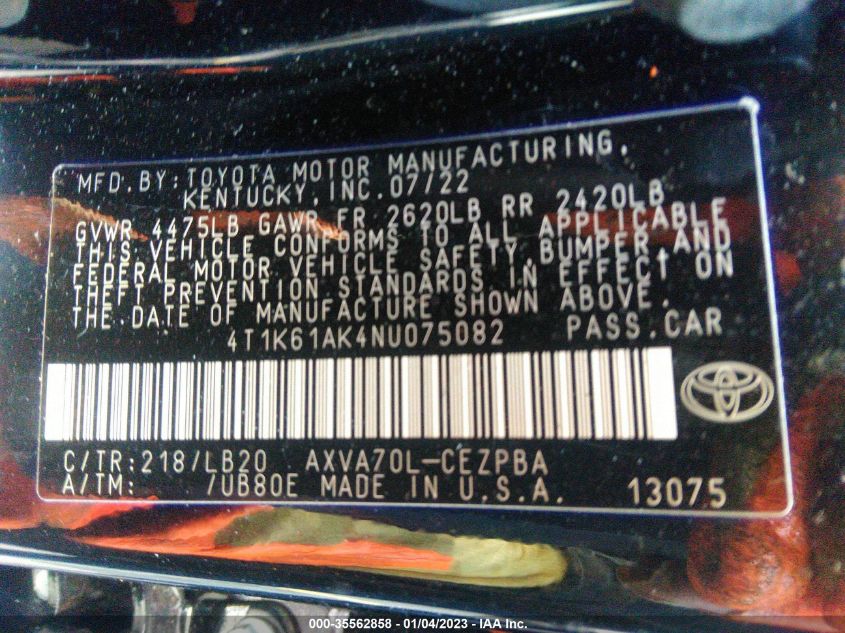 MFD. BY: TOYOTA MOTOR MANUFACTURING,
KENTUCKY, INC. 07/22
GVWR 4475LB GAWR FR 2620LB RR 2420LB
THIS VEHICLE CONFORMS TO ALL APPLICABLE
FEDERAL MOTOR VEHICLE SAFETY, BUMPER, AND
THEFT PREVENTION STANDARDS IN EFFECT ON
THE DATE OF MANUFACTURE SHOWN ABOVE.
4T1K61AK4NU075082 PASS. CAR
C/TR: 218/LB20 AXVA70L-CEZPBA
A/TM: /UB80E MADE IN U.S.A. 13075
000-35562858 - 01/04/2023 - IAA Inc.